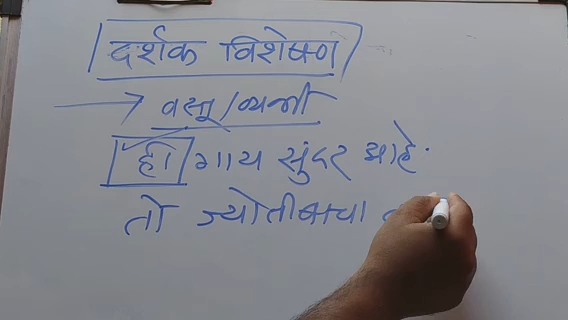 दर्शक विशेषण
→ वस्तू/व्यक्ती
ही गाय सुंदर आहे.
तो ज्योतीषाचा